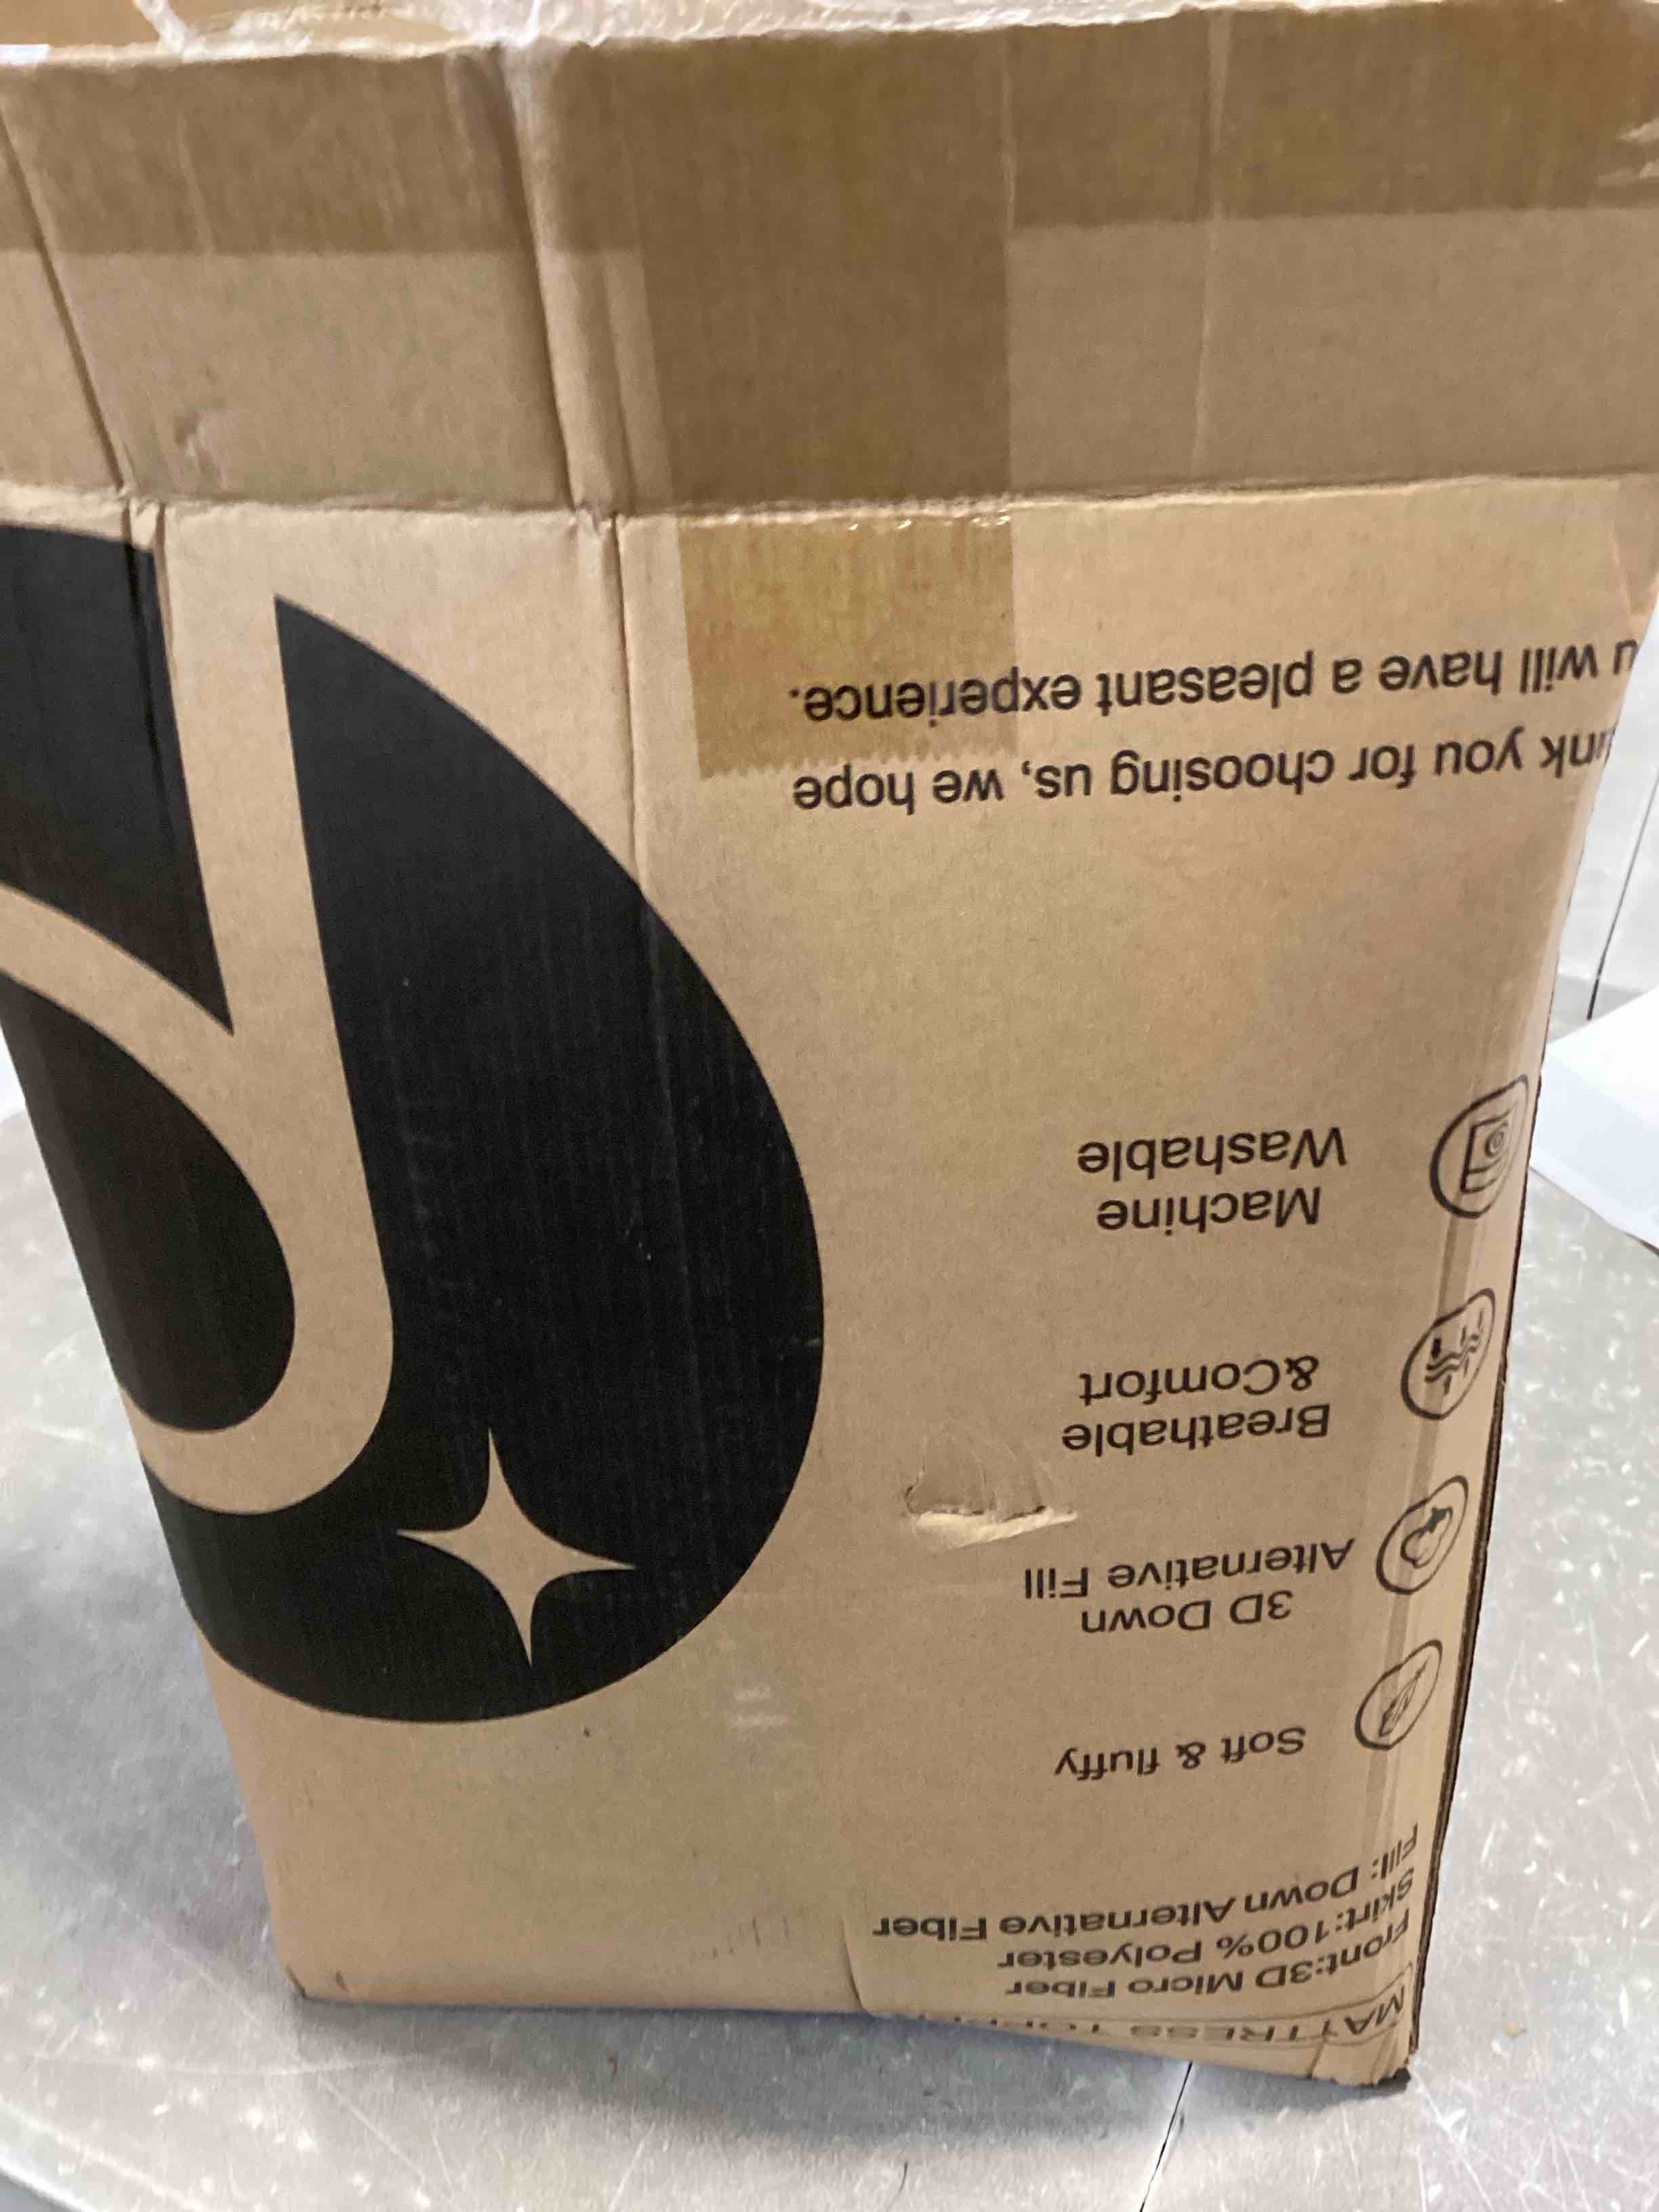 MATTRESS
Front:3D Micro Fiber
Skirt:100% Polyester
Fill: Down Alternative Fiber
Soft & fluffy
3D Down
Alternative Fill
Breathable
&Comfort
Machine
Washable
you for choosing us, we hope
will have a pleasant experience.